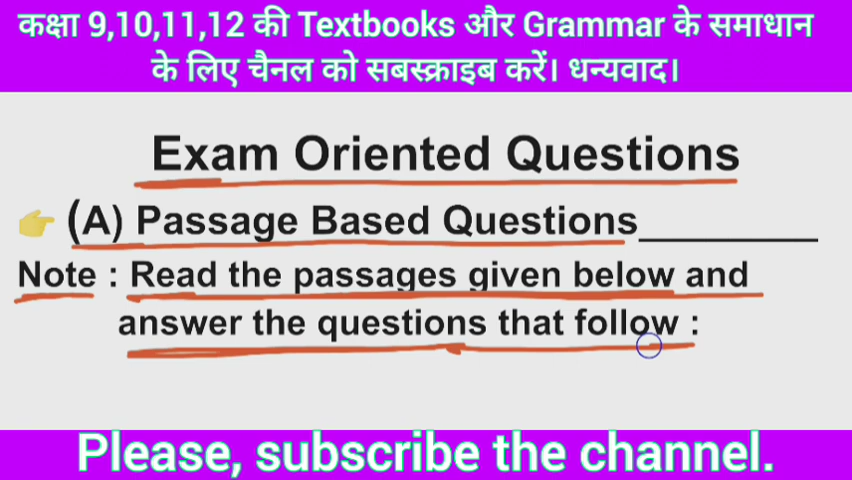 कक्षा 9,10,11,12 की Textbooks और Grammar के समाधान
के लिए चैनल को सबस्क्राइब करें। धन्यवाद।
Exam Oriented Questions
(A) Passage Based Questions_________
Note : Read the passages given below and
answer the questions that follow :
Please, subscribe the channel.